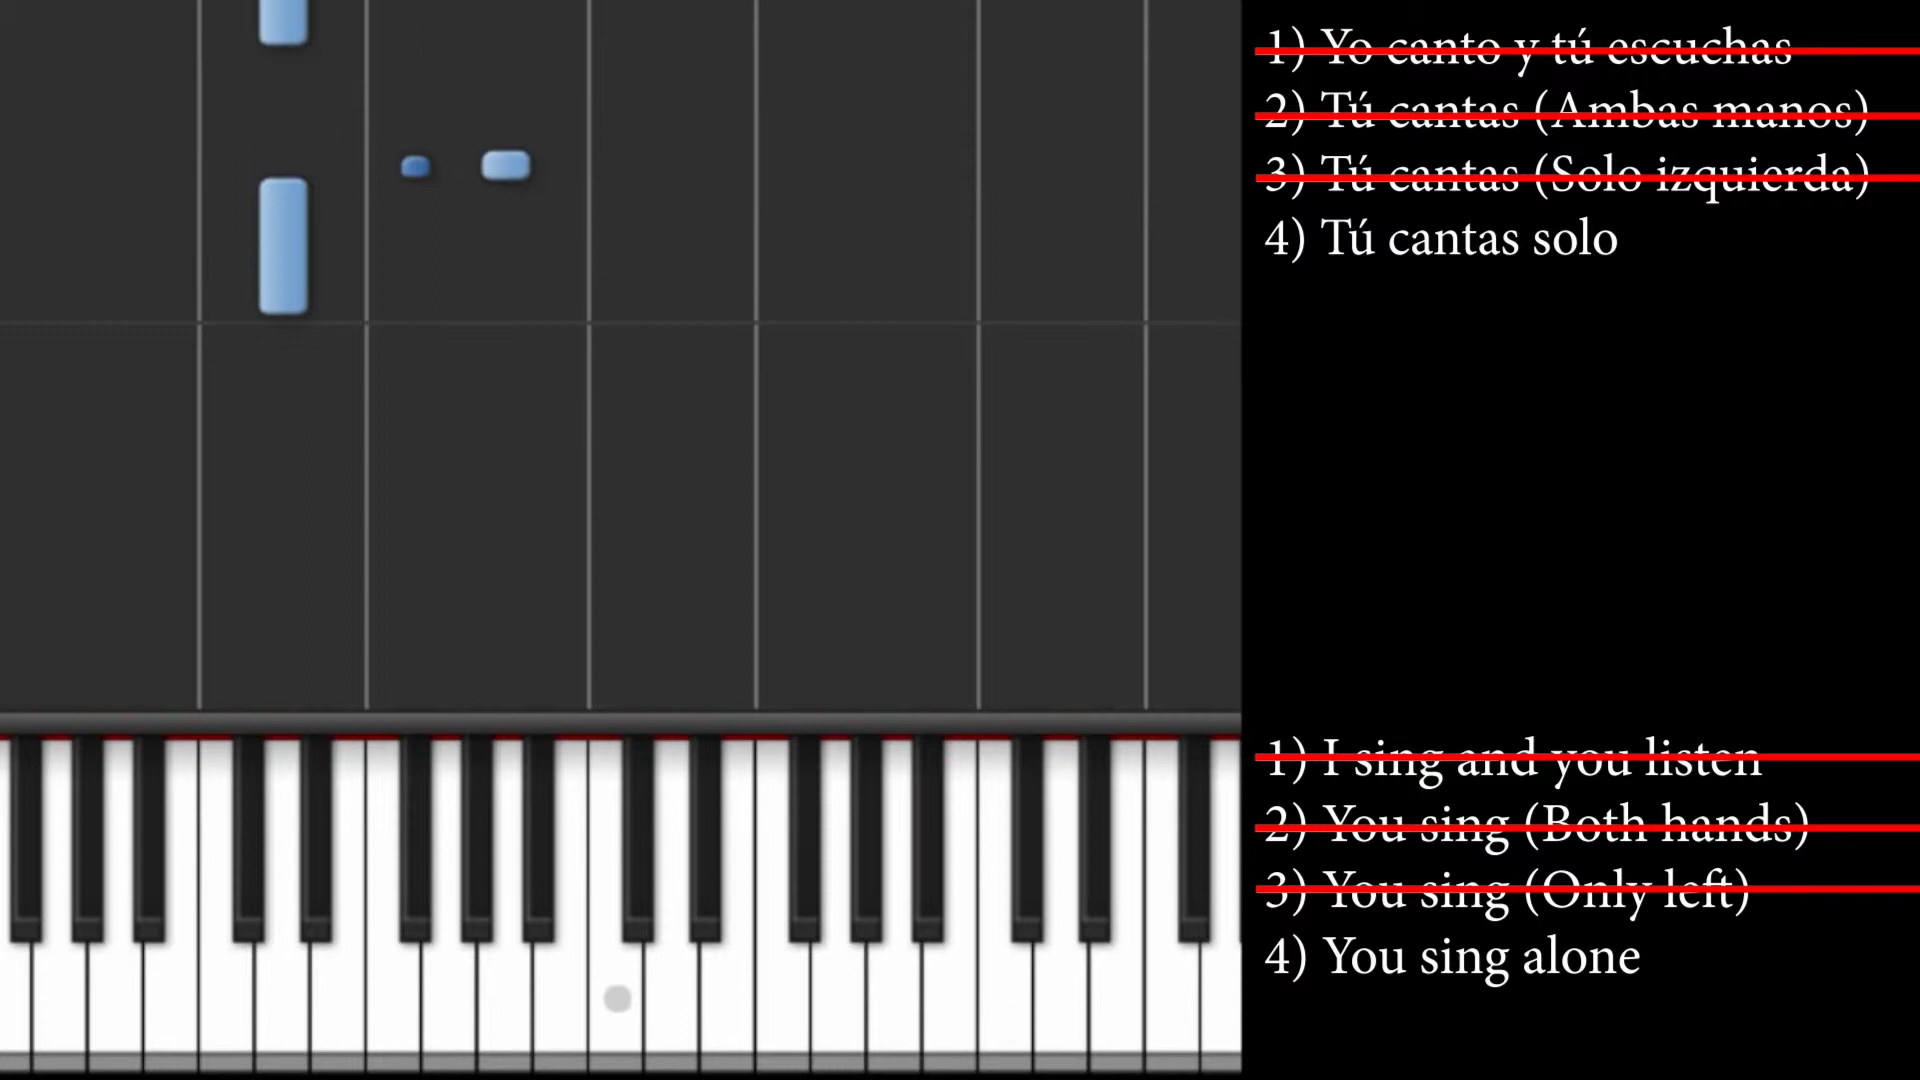 1) Yo canto y tú escuchas
2) Tú cantas (Ambas manos)
3) Tú cantas (Solo izquierda)
4) Tú cantas solo
1) I sing and you listen
2) You sing (Both hands)
3) You sing (Only left)
4) You sing alone